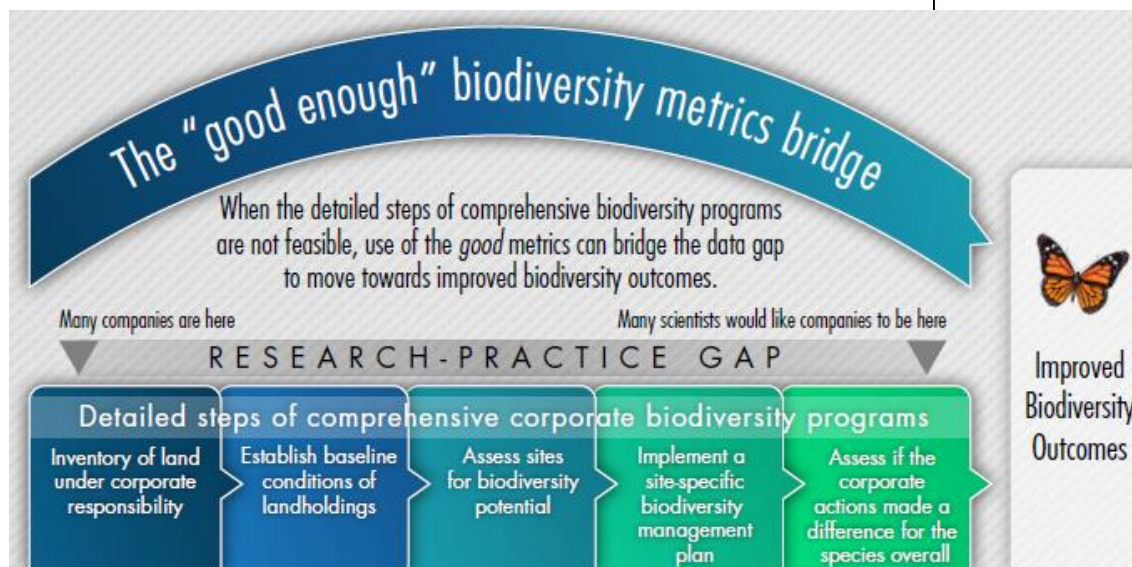 The “good enough” biodiversity metrics bridge
When the detailed steps of comprehensive biodiversity programs
are not feasible, use of the good metrics can bridge the data gap
to move towards improved biodiversity outcomes.
Many companies are here
Many scientists would like companies to be here
RESEARCH-PRACTICE GAP
Detailed steps of comprehensive corporate biodiversity programs
Inventory of land
under corporate
responsibility
Establish baseline
conditions of
landholdings
Assess sites
for biodiversity
potential
Implement a
site-specific
biodiversity
management
plan
Assess if the
corporate
actions made a
difference for the
species overall
Improved
Biodiversity
Outcomes